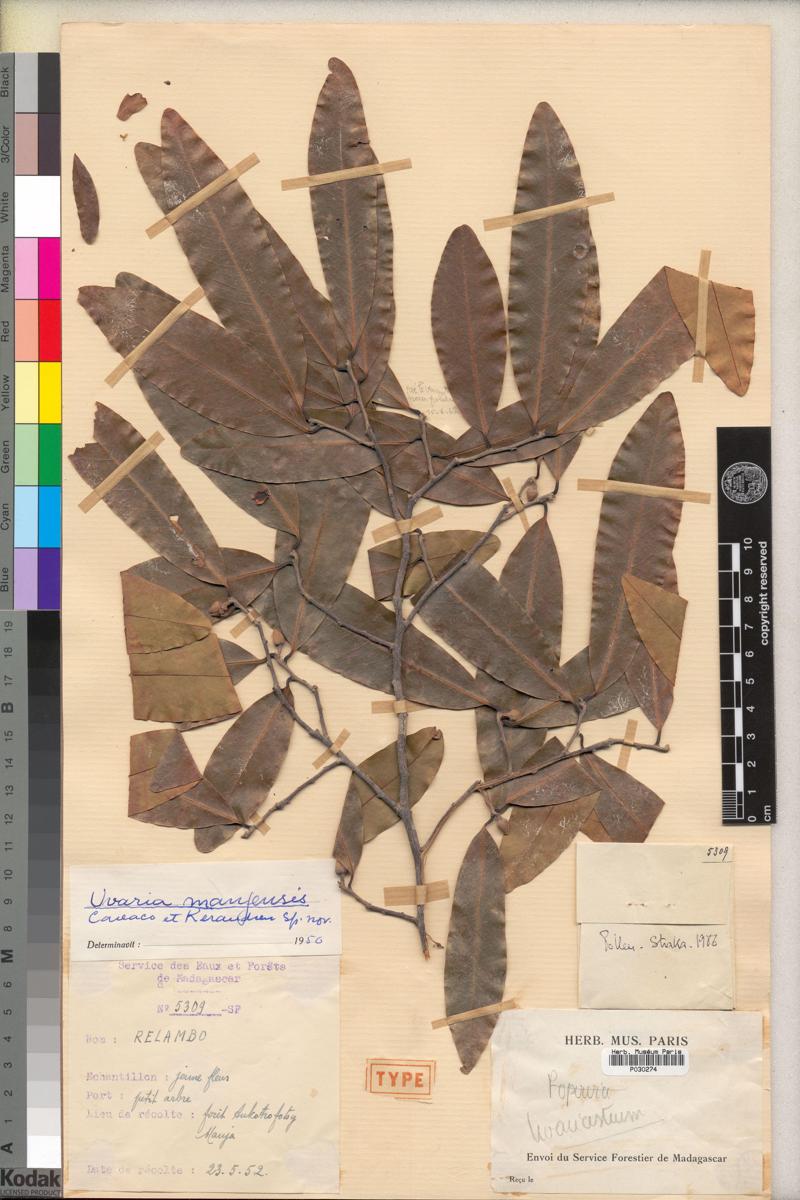 Black
3/Color
White
Magenta
Red
Yellow
Green
Cyan
Blue
19
18
17
B
16
15
14
13
12
11
10
9
8
M
7
6
5
4
3
2
1
A
Kodak
LICENSED PRODUCT
10
9
8
7
6
5
4
3
2
1
0
cm
copyright reserved
5309
Pollen - Straka - 1986
Uvaria manjensis
Cavaco et Keraudren sp. nov.
Determinavit : 1956
Service des Eaux et Forêts
de Madagascar
N° 5309 -SF
Nom : RELAMBO
Echantillon : jeune fleurs
Port : petit arbre
Lieu de récolte : forêt
Manja
Date de récolte : 23.5.52.
TYPE
HERB. MUS. PARIS
Herb. Muséum Paris
P030274
Popowia
Envoi du Service Forestier de Madagascar
Reçu le